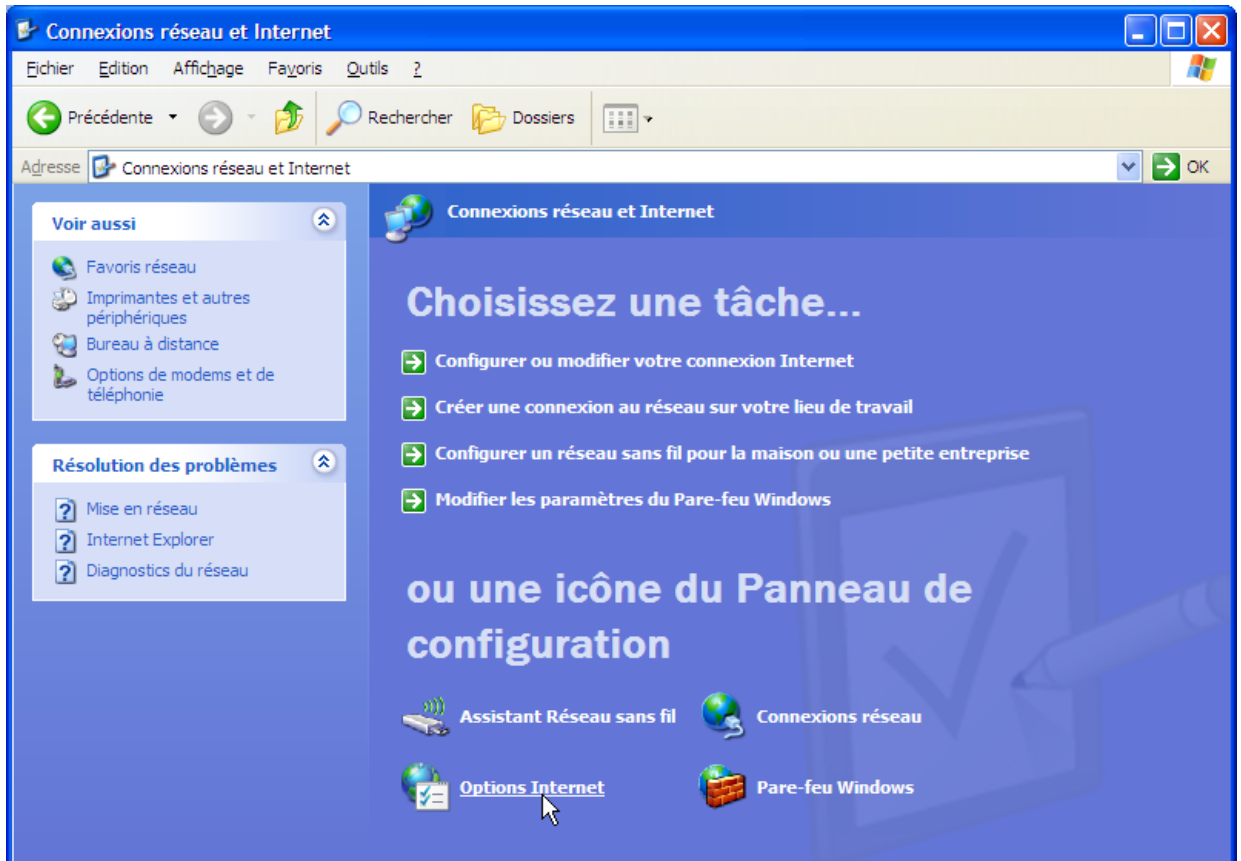 Connexions réseau et Internet
Fichier Edition Affichage Favoris Outils ?
Précédente Rechercher Dossiers
Adresse Connexions réseau et Internet OK
Voir aussi
Favoris réseau
Imprimantes et autres
périphériques
Bureau à distance
Options de modems et de
téléphonie
Résolution des problèmes
Mise en réseau
Internet Explorer
Diagnostics du réseau
Connexions réseau et Internet
Choisissez une tâche...
Configurer ou modifier votre connexion Internet
Créer une connexion au réseau sur votre lieu de travail
Configurer un réseau sans fil pour la maison ou une petite entreprise
Modifier les paramètres du Pare-feu Windows
ou une icône du Panneau de
configuration
Assistant Réseau sans fil Connexions réseau
Options Internet Pare-feu Windows